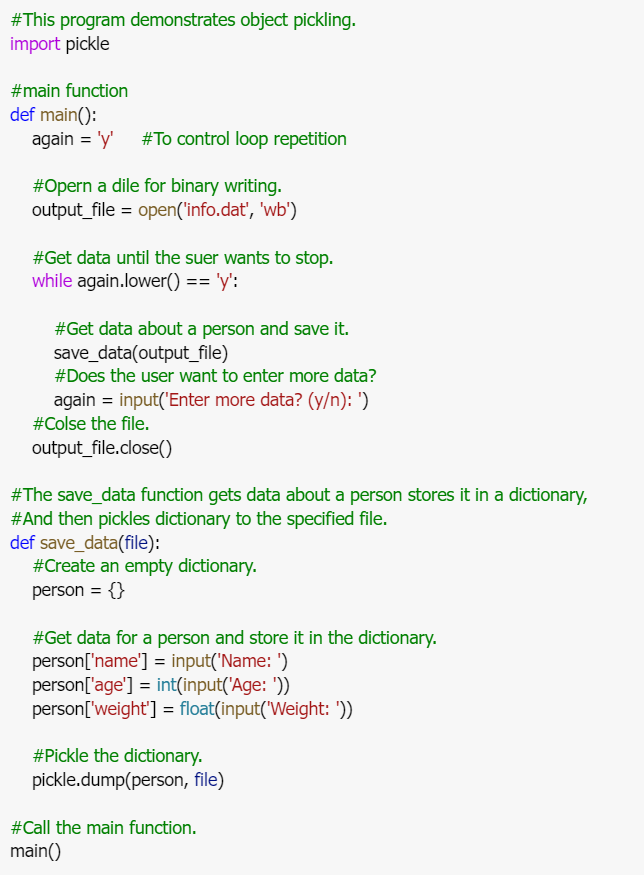 #This program demonstrates object pickling.
import pickle
#main function
def main():
again = 'y' #To control loop repetition
#Opern a dile for binary writing.
output_file = open('info.dat', 'wb')
#Get data until the suer wants to stop.
while again.lower() == 'y':
#Get data about a person and save it.
save_data(output_file)
#Does the user want to enter more data?
again = input('Enter more data? (y/n): ')
#Colse the file.
output_file.close()
#The save_data function gets data about a person stores it in a dictionary,
#And then pickles dictionary to the specified file.
def save_data(file):
#Create an empty dictionary.
person = {}
#Get data for a person and store it in the dictionary.
person['name'] = input('Name: ')
person['age'] = int(input('Age: '))
person['weight'] = float(input('Weight: '))
#Pickle the dictionary.
pickle.dump(person, file)
#Call the main function.
main()